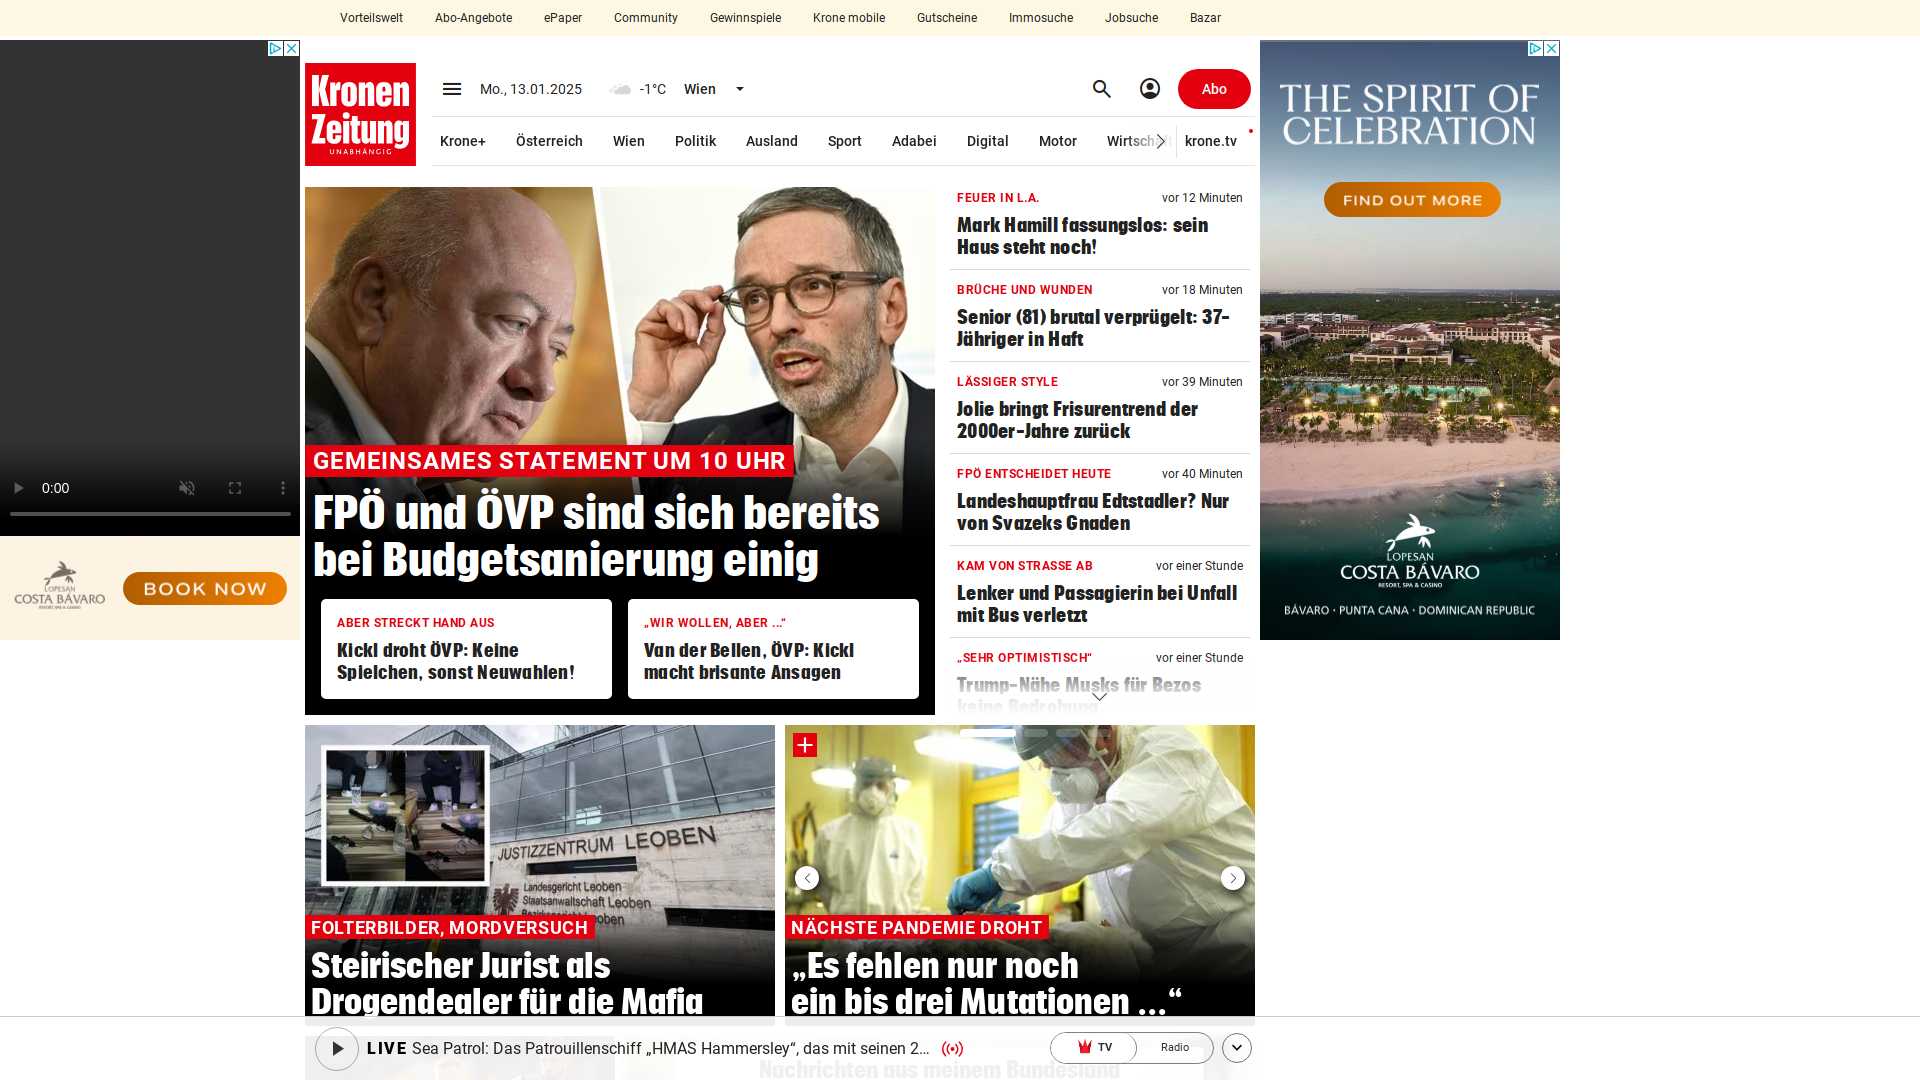 Vorteilswelt
Abo-Angebote
ePaper
Community
Gewinnspiele
Krone mobile
Gutscheine
Immosuche
Jobsuche
Bazar
Kronen
Zeitung
UNABHÄNGIG
Mo., 13.01.2025
-1°C
Wien
Abo
Krone+
Österreich
Wien
Politik
Ausland
Sport
Adabei
Digital
Motor
Wirtschaft
krone.tv
0:00
LOPESAN
COSTA BÁVARO
RESORT, SPA & CASINO
BOOK NOW
GEMEINSAMES STATEMENT UM 10 UHR
FPÖ und ÖVP sind sich bereits
bei Budgetsanierung einig
ABER STRECKT HAND AUS
Kickl droht ÖVP: Keine
Spielchen, sonst Neuwahlen!
„WIR WOLLEN, ABER ...“
Van der Bellen, ÖVP: Kickl
macht brisante Ansagen
FEUER IN L.A.
vor 12 Minuten
Mark Hamill fassungslos: sein
Haus steht noch!
BRÜCHE UND WUNDEN
vor 18 Minuten
Senior (81) brutal verprügelt: 37-
Jähriger in Haft
LÄSSIGER STYLE
vor 39 Minuten
Jolie bringt Frisurentrend der
2000er-Jahre zurück
FPÖ ENTSCHEIDET HEUTE
vor 40 Minuten
Landeshauptfrau Edtstadler? Nur
von Svazeks Gnaden
KAM VON STRASSE AB
vor einer Stunde
Lenker und Passagierin bei Unfall
mit Bus verletzt
„SEHR OPTIMISTISCH“
vor einer Stunde
Trump-Nähe Musks für Bezos
keine Bedrohung
THE SPIRIT OF
CELEBRATION
FIND OUT MORE
LOPESAN
COSTA BÁVARO
RESORT, SPA & CASINO
BÁVARO · PUNTA CANA · DOMINICAN REPUBLIC
JUSTIZZENTRUM LEOBEN
Landesgericht Leoben
Staatsanwaltschaft Leoben
Bezirksgericht Leoben
FOLTERBILDER, MORDVERSUCH
Steirischer Jurist als
Drogendealer für die Mafia
NÄCHSTE PANDEMIE DROHT
„Es fehlen nur noch
ein bis drei Mutationen ...“
LIVE Sea Patrol: Das Patrouillenschiff „HMAS Hammersley“, das mit seinen 2...
TV
Radio
Nachrichten aus meinem Bundesland